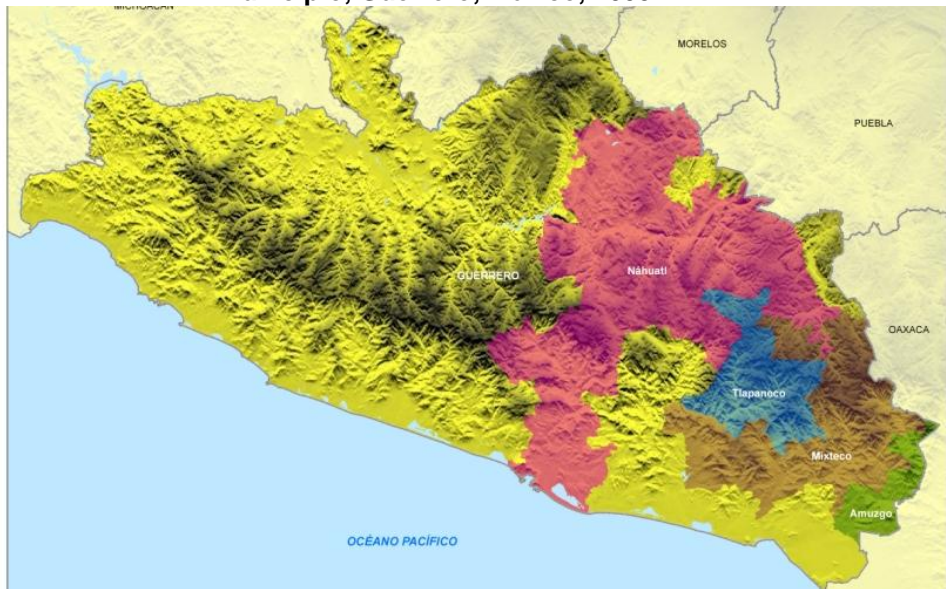 MORELOS
PUEBLA
GUERRERO
Náhuatl
OAXACA
Tlapaneco
Mixteco
Amuzgo
OCÉANO PACÍFICO